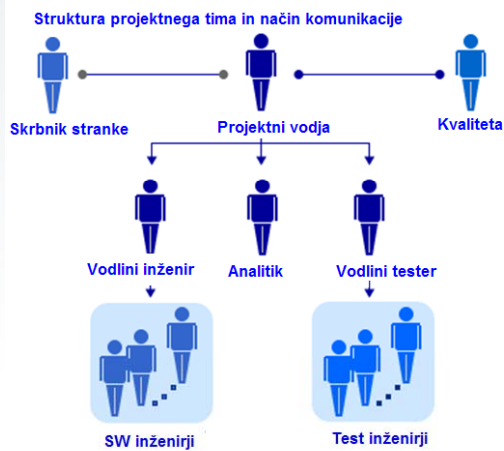 Struktura projektnega tima in način komunikacije
Skrbnik stranke
Projektni vodja
Kvaliteta
Vodlini inženir
Analitik
Vodlini tester
SW inženirji
Test inženirji